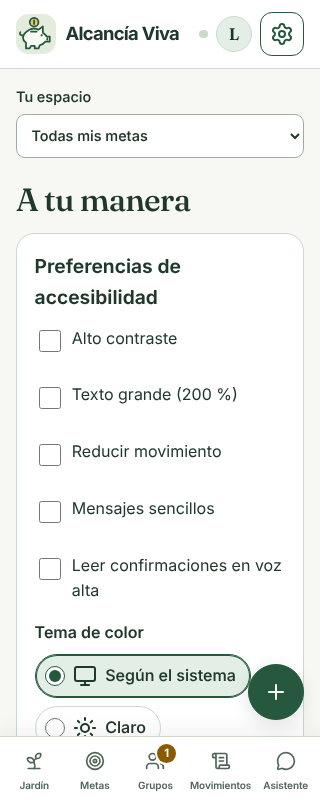 Alcancía Viva
L
Tu espacio
Todas mis metas
A tu manera
Preferencias de
accesibilidad
Alto contraste
Texto grande (200 %)
Reducir movimiento
Mensajes sencillos
Leer confirmaciones en voz
alta
Tema de color
Según el sistema
Claro
1
Jardín
Metas
Grupos
Movimientos
Asistente